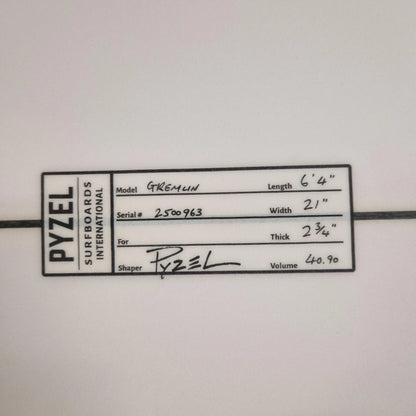 PYZEL
SURFBOARDS
INTERNATIONAL
Model GREMLIN Length 6'4"
Serial# 2500963 Width 21"
For Thick 2 3/4"
Shaper PYZEL Volume 40.90